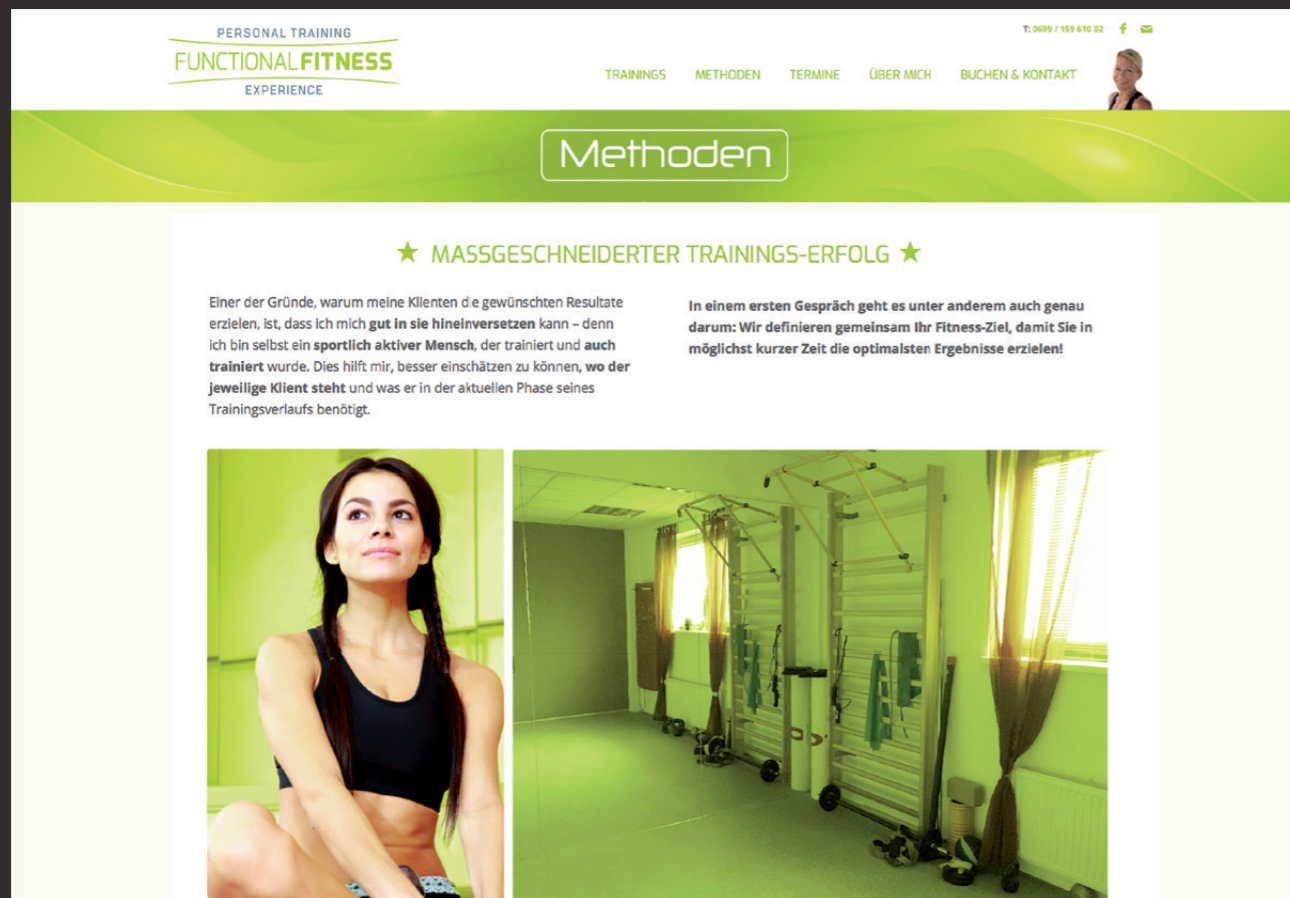 PERSONAL TRAINING
FUNCTIONALFITNESS
EXPERIENCE
T: 0699 / 159 610 02
TRAININGS METHODEN TERMINE ÜBER MICH BUCHEN & KONTAKT
Methoden
★ MASSGESCHNEIDERTER TRAININGS-ERFOLG ★
Einer der Gründe, warum meine Klienten die gewünschten Resultate
erzielen, ist, dass ich mich gut in sie hineinversetzen kann – denn
ich bin selbst ein sportlich aktiver Mensch, der trainiert und auch
trainiert wurde. Dies hilft mir, besser einschätzen zu können, wo der
jeweilige Klient steht und was er in der aktuellen Phase seines
Trainingsverlaufs benötigt.
In einem ersten Gespräch geht es unter anderem auch genau
darum: Wir definieren gemeinsam Ihr Fitness-Ziel, damit Sie in
möglichst kurzer Zeit die optimalsten Ergebnisse erzielen!